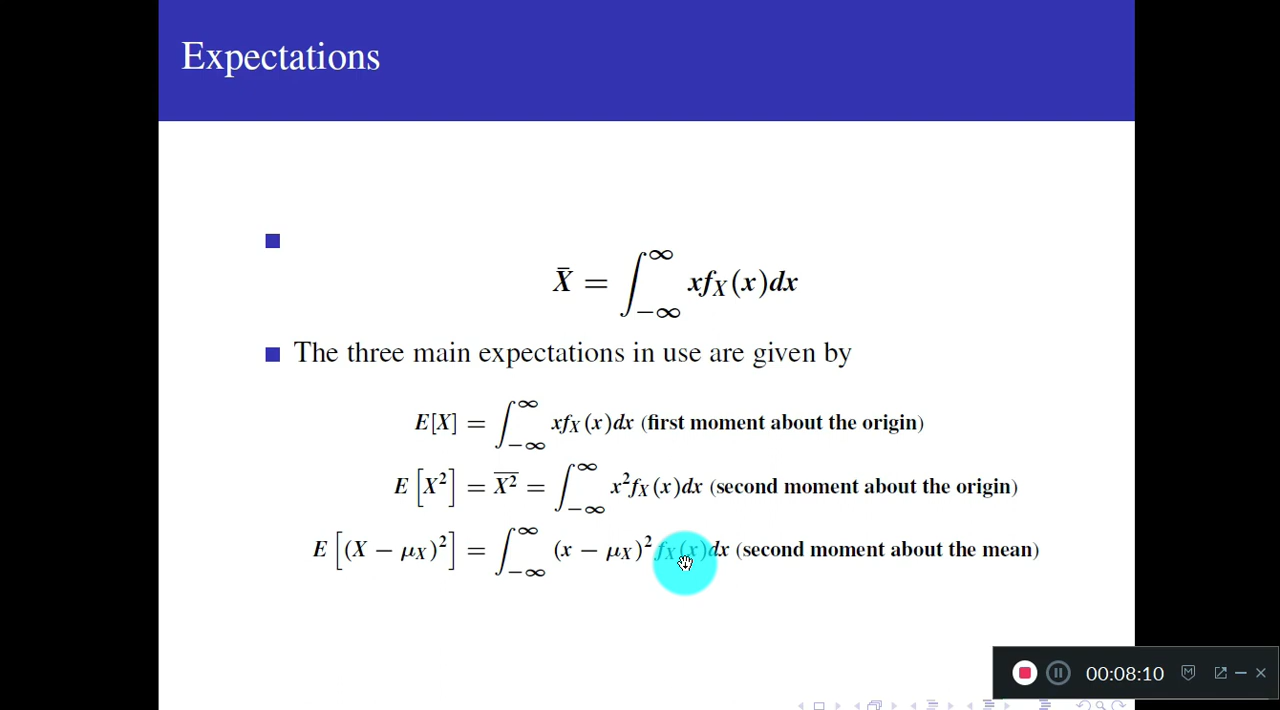 Expectations
X̄ = ∫_{−∞}^{∞} x f_X(x)dx
The three main expectations in use are given by
E[X] = ∫_{−∞}^{∞} x f_X(x)dx (first moment about the origin)
E[X²] = \overline{X²} = ∫_{−∞}^{∞} x² f_X(x)dx (second moment about the origin)
E[(X − μ_X)²] = ∫_{−∞}^{∞} (x − μ_X)² f_X(x)dx (second moment about the mean)
00:08:10